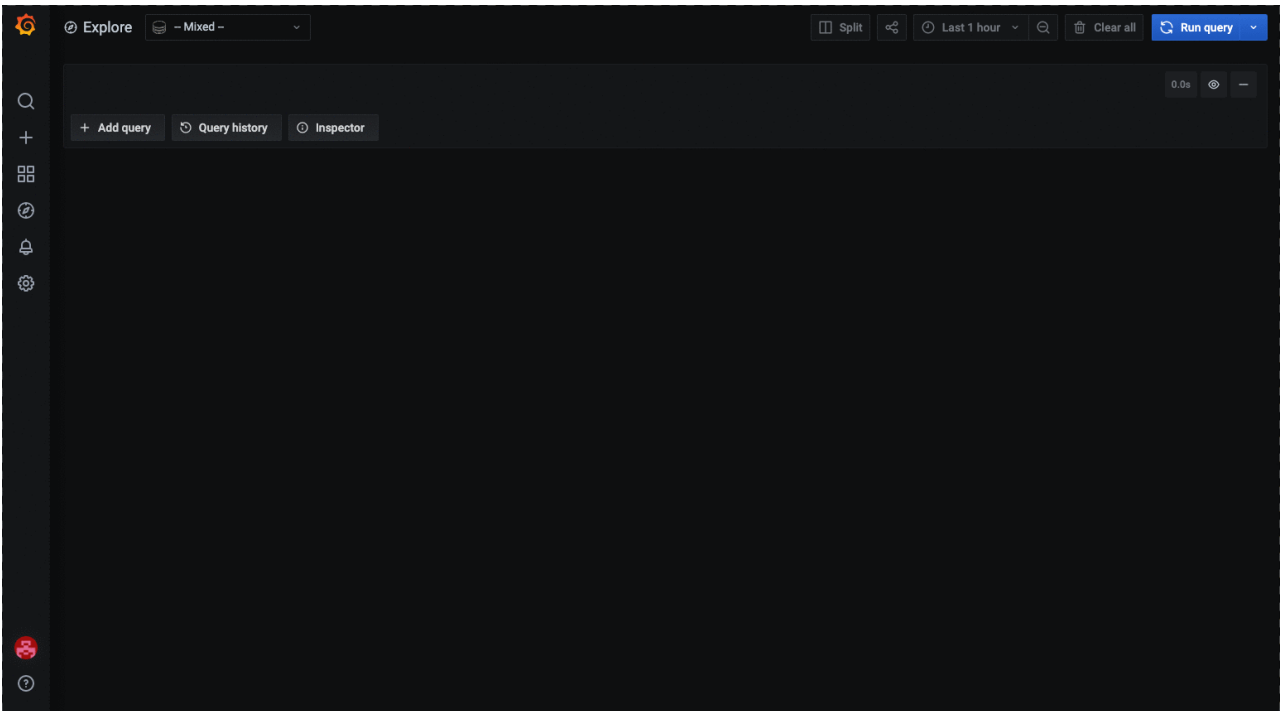 Explore -- Mixed -- Split Last 1 hour Clear all Run query
0.0s
+ Add query Query history Inspector